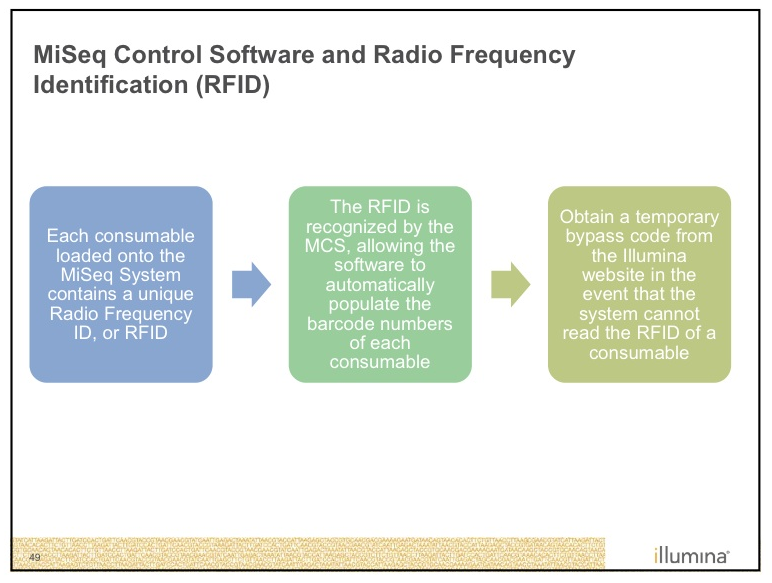 MiSeq Control Software and Radio Frequency
Identification (RFID)
Each consumable
loaded onto the
MiSeq System
contains a unique
Radio Frequency
ID, or RFID
The RFID is
recognized by the
MCS, allowing the
software to
automatically
populate the
barcode numbers
of each
consumable
Obtain a temporary
bypass code from
the Illumina
website in the
event that the
system cannot
read the RFID of a
consumable
49
illumina®